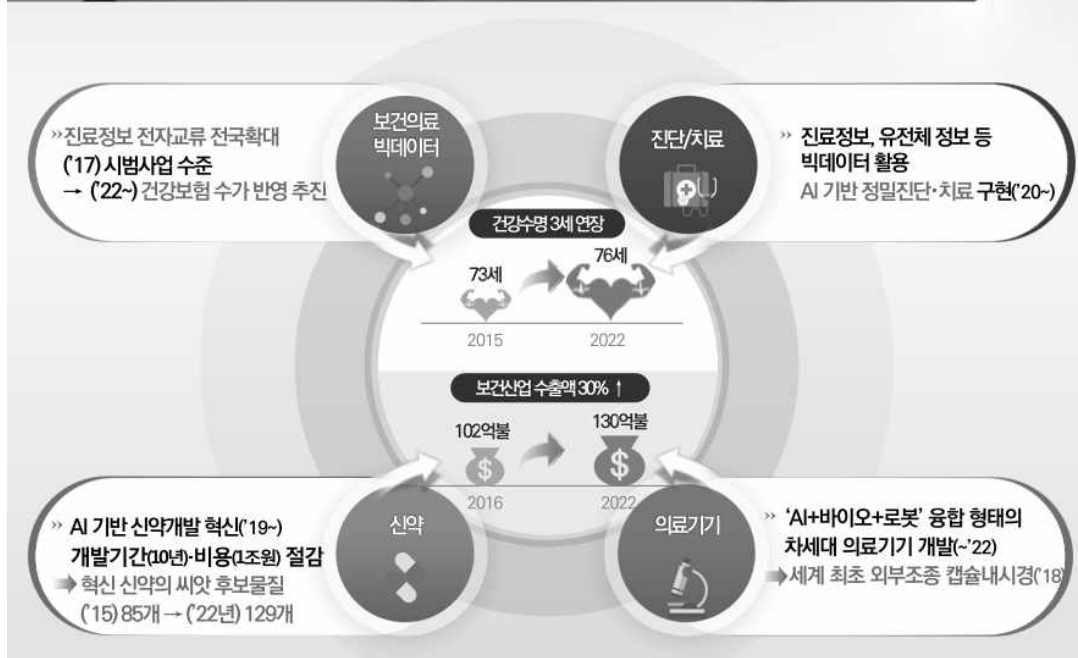 보건의료
빅데이터
»진료정보 전자교류 전국확대
('17) 시범사업 수준
→ ('22~) 건강보험 수가 반영 추진
진단/치료
» 진료정보, 유전체 정보 등
빅데이터 활용
AI 기반 정밀진단·치료 구현('20~)
건강수명 3세 연장
73세
76세
2015
2022
보건산업 수출액 30% ↑
102억불
130억불
2016
2022
신약
» AI 기반 신약개발 혁신('19~)
개발기간(10년)·비용(1조원) 절감
➡ 혁신 신약의 씨앗 후보물질
('15) 85개 → ('22년) 129개
의료기기
» ‘AI+바이오+로봇’ 융합 형태의
차세대 의료기기 개발(~'22)
➡세계 최초 외부조종 캡슐내시경('18)